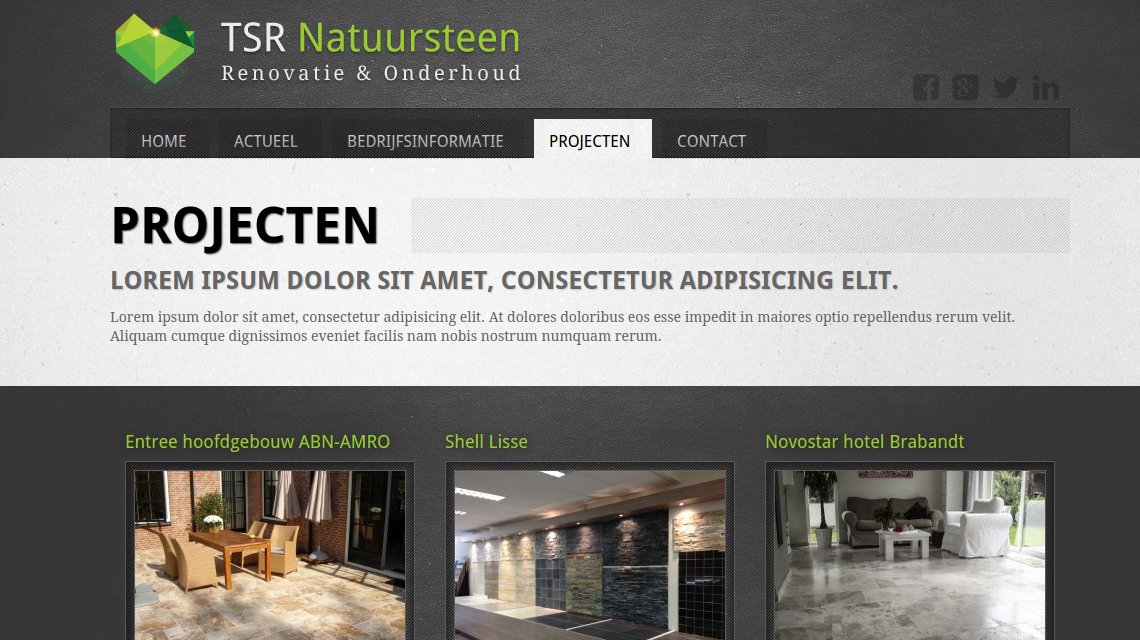 TSR Natuursteen
Renovatie & Onderhoud
HOME ACTUEEL BEDRIJFSINFORMATIE PROJECTEN CONTACT
PROJECTEN
LOREM IPSUM DOLOR SIT AMET, CONSECTETUR ADIPISICING ELIT.
Lorem ipsum dolor sit amet, consectetur adipisicing elit. At dolores doloribus eos esse impedit in maiores optio repellendus rerum velit.
Aliquam cumque dignissimos eveniet facilis nam nobis nostrum numquam rerum.
Entree hoofdgebouw ABN-AMRO Shell Lisse Novostar hotel Brabandt